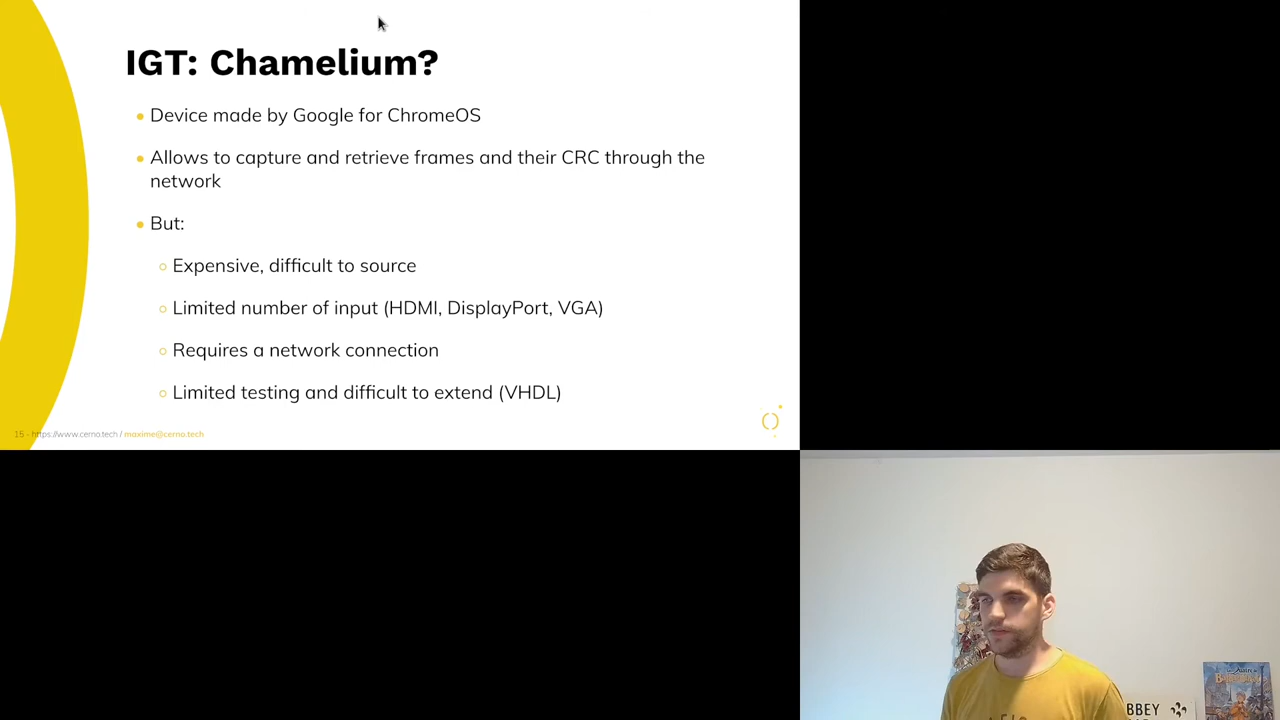 IGT: Chamelium?
Device made by Google for ChromeOS
Allows to capture and retrieve frames and their CRC through the
network
But:
Expensive, difficult to source
Limited number of input (HDMI, DisplayPort, VGA)
Requires a network connection
Limited testing and difficult to extend (VHDL)
15 - https://www.cerno.tech / maxime@cerno.tech
BBEY